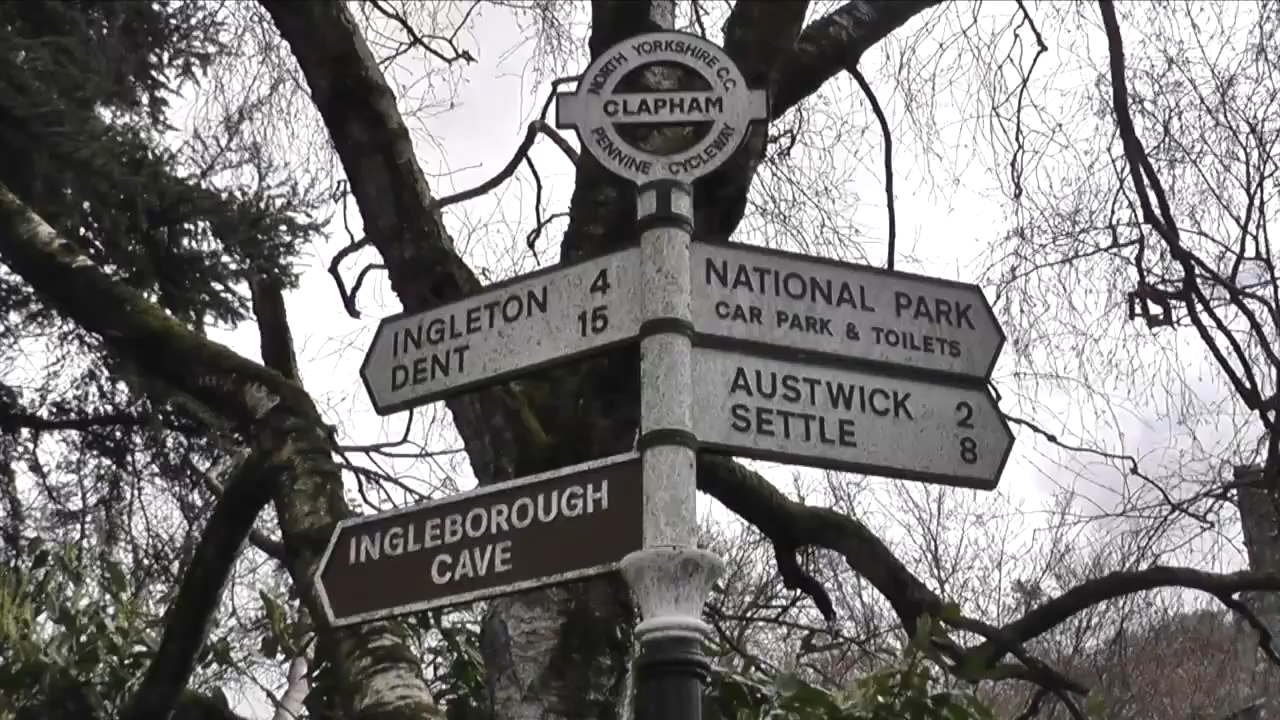 NORTH YORKSHIRE C.C.
CLAPHAM
PENNINE CYCLEWAY
INGLETON 4
DENT 15
NATIONAL PARK
CAR PARK & TOILETS
AUSTWICK 2
SETTLE 8
INGLEBOROUGH
CAVE